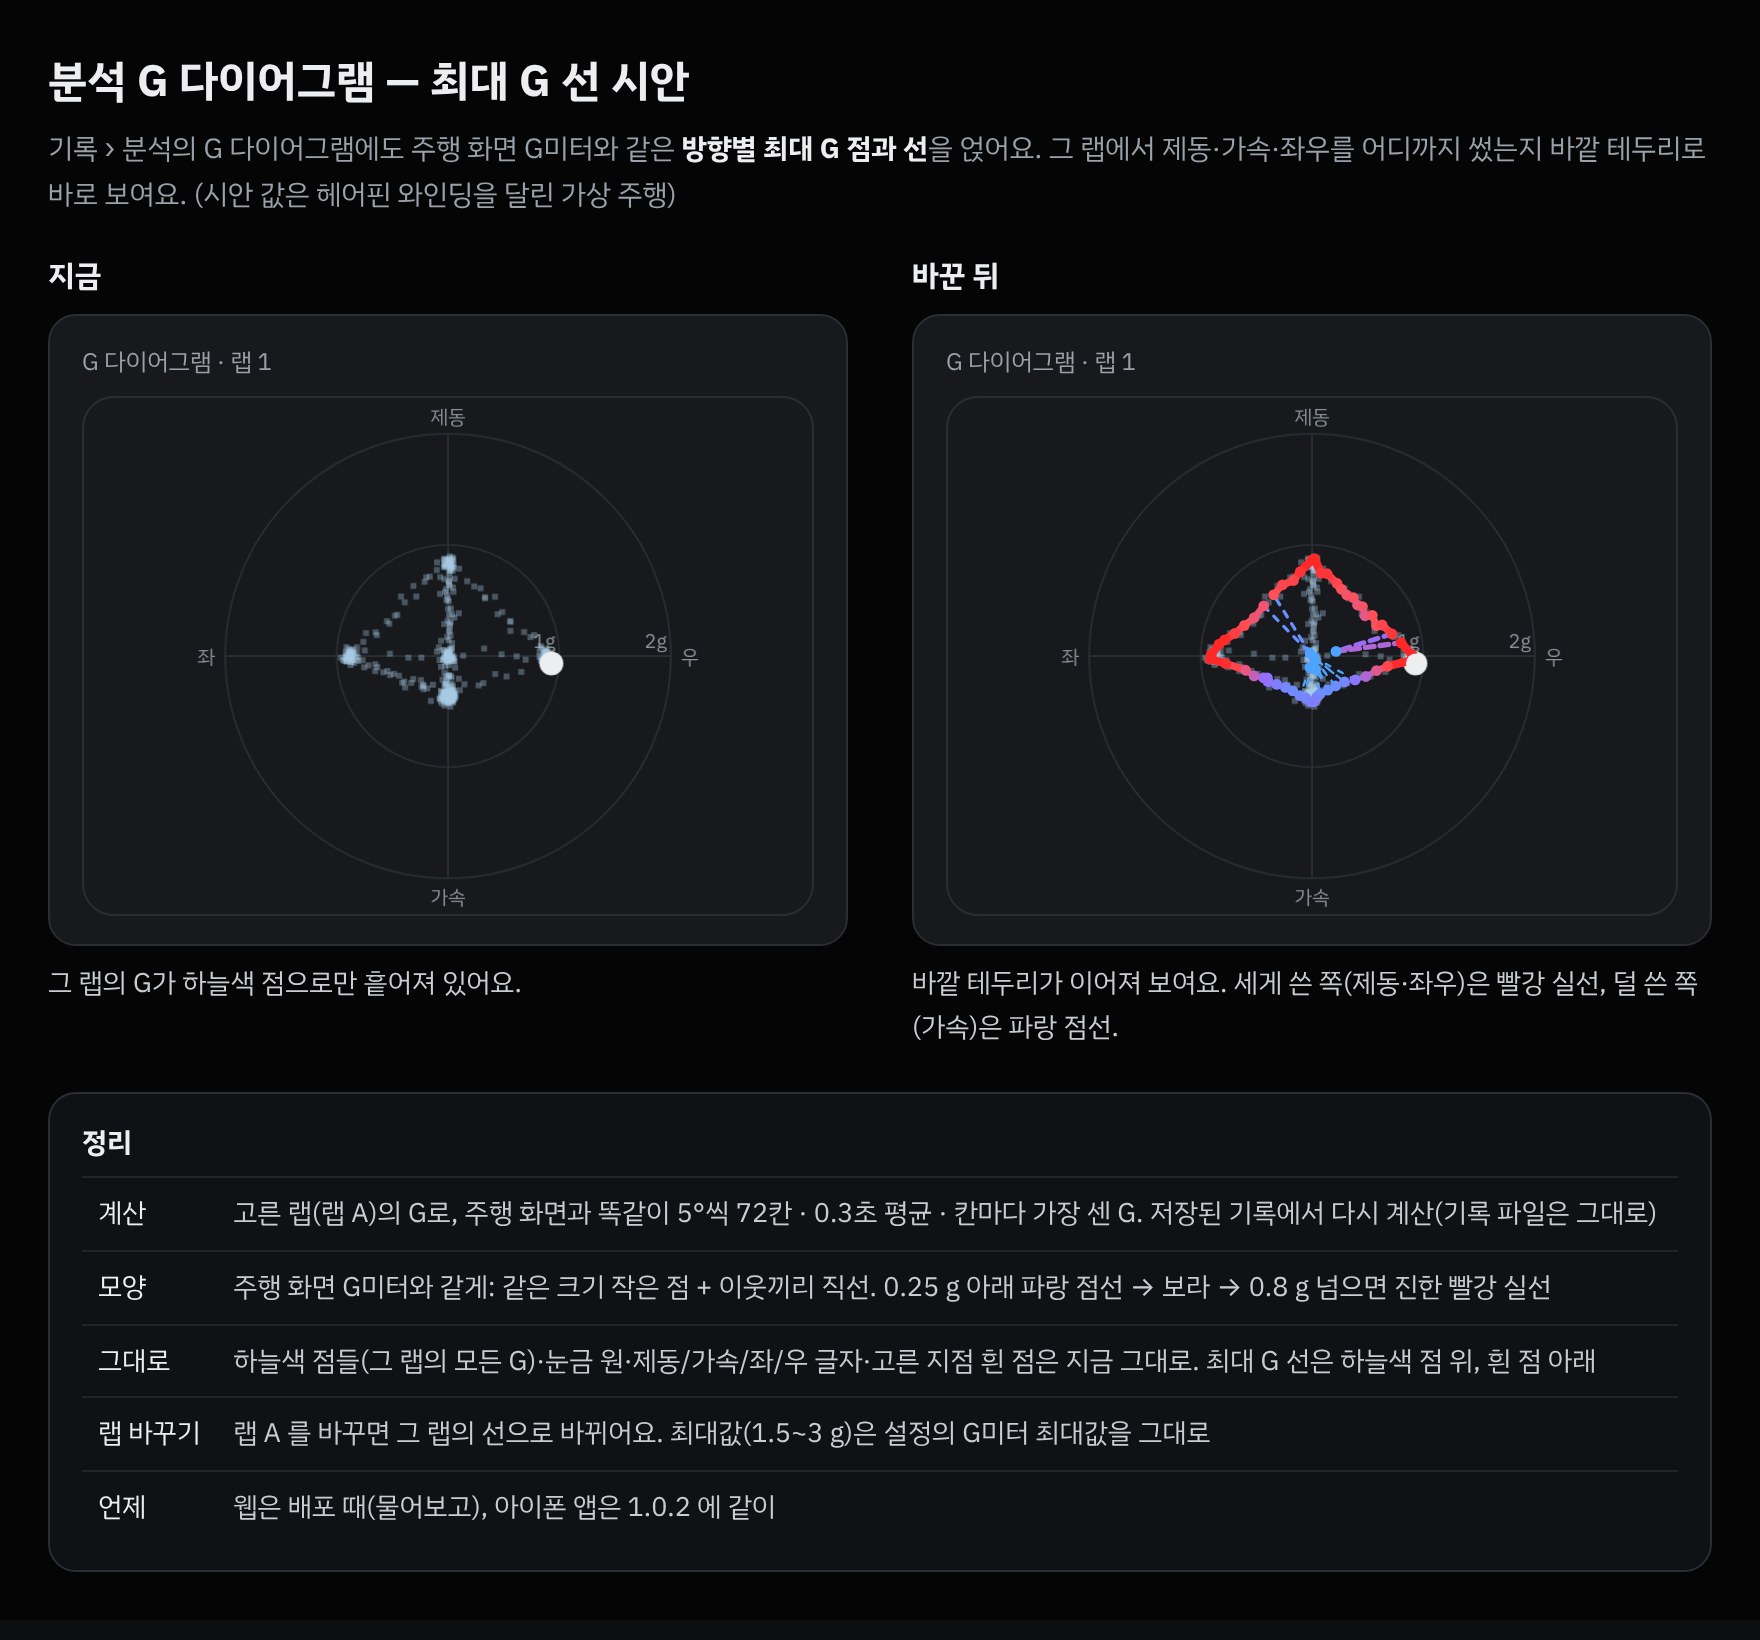 분석 G 다이어그램 — 최대 G 선 시안
기록 › 분석의 G 다이어그램에도 주행 화면 G미터와 같은 방향별 최대 G 점과 선을 얹어요. 그 랩에서 제동·가속·좌우를 어디까지 썼는지 바깥 테두리로
바로 보여요. (시안 값은 헤어핀 와인딩을 달린 가상 주행)
지금
G 다이어그램 · 랩 1
제동
좌
1g
2g
우
가속
그 랩의 G가 하늘색 점으로만 흩어져 있어요.
바꾼 뒤
G 다이어그램 · 랩 1
제동
좌
1g
2g
우
가속
바깥 테두리가 이어져 보여요. 세게 쓴 쪽(제동·좌우)은 빨강 실선, 덜 쓴 쪽
(가속)은 파랑 점선.
정리
계산 고른 랩(랩 A)의 G로, 주행 화면과 똑같이 5°씩 72칸 · 0.3초 평균 · 칸마다 가장 센 G. 저장된 기록에서 다시 계산(기록 파일은 그대로)
모양 주행 화면 G미터와 같게: 같은 크기 작은 점 + 이웃끼리 직선. 0.25 g 아래 파랑 점선 → 보라 → 0.8 g 넘으면 진한 빨강 실선
그대로 하늘색 점들(그 랩의 모든 G)·눈금 원·제동/가속/좌/우 글자·고른 지점 흰 점은 지금 그대로. 최대 G 선은 하늘색 점 위, 흰 점 아래
랩 바꾸기 랩 A 를 바꾸면 그 랩의 선으로 바뀌어요. 최대값(1.5~3 g)은 설정의 G미터 최대값을 그대로
언제 웹은 배포 때(물어보고), 아이폰 앱은 1.0.2 에 같이